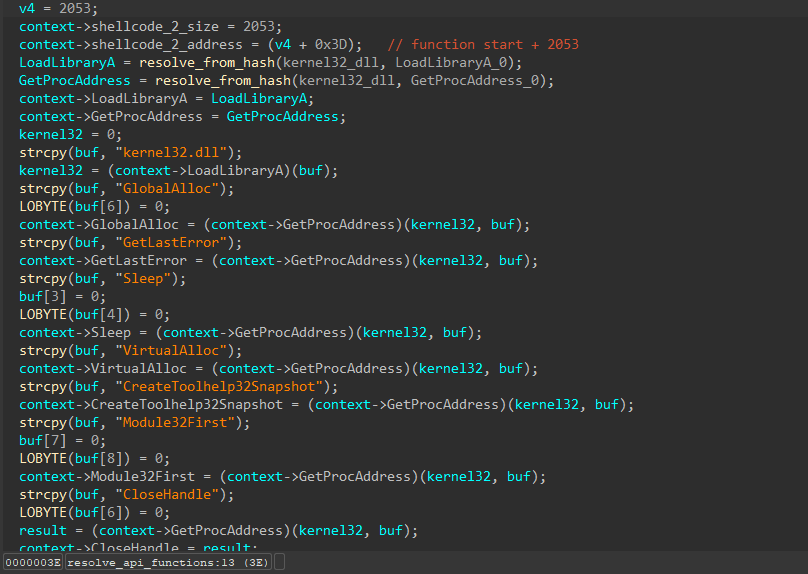 v4 = 2053;
context->shellcode_2_size = 2053;
context->shellcode_2_address = (v4 + 0x3D);   // function start + 2053
LoadLibraryA = resolve_from_hash(kernel32_dll, LoadLibraryA_0);
GetProcAddress = resolve_from_hash(kernel32_dll, GetProcAddress_0);
context->LoadLibraryA = LoadLibraryA;
context->GetProcAddress = GetProcAddress;
kernel32 = 0;
strcpy(buf, "kernel32.dll");
kernel32 = (context->LoadLibraryA)(buf);
strcpy(buf, "GlobalAlloc");
LOBYTE(buf[6]) = 0;
context->GlobalAlloc = (context->GetProcAddress)(kernel32, buf);
strcpy(buf, "GetLastError");
context->GetLastError = (context->GetProcAddress)(kernel32, buf);
strcpy(buf, "Sleep");
buf[3] = 0;
LOBYTE(buf[4]) = 0;
context->Sleep = (context->GetProcAddress)(kernel32, buf);
strcpy(buf, "VirtualAlloc");
context->VirtualAlloc = (context->GetProcAddress)(kernel32, buf);
strcpy(buf, "CreateToolhelp32Snapshot");
context->CreateToolhelp32Snapshot = (context->GetProcAddress)(kernel32, buf);
strcpy(buf, "Module32First");
buf[7] = 0;
LOBYTE(buf[8]) = 0;
context->Module32First = (context->GetProcAddress)(kernel32, buf);
strcpy(buf, "CloseHandle");
LOBYTE(buf[6]) = 0;
result = (context->GetProcAddress)(kernel32, buf);
context->CloseHandle = result;
0000003E resolve_api_functions:13 (3E)